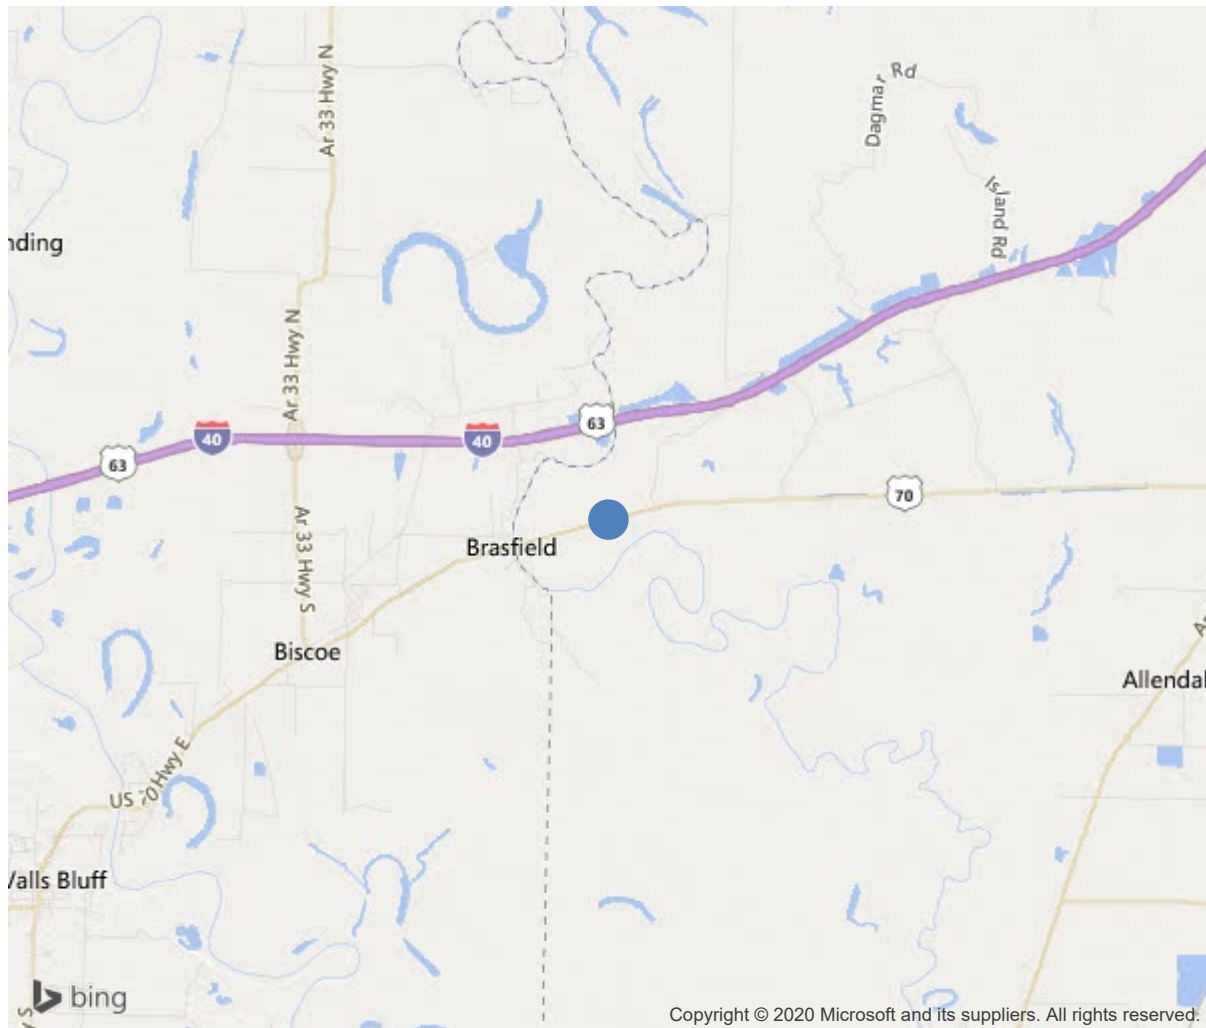 Ar 33 Hwy N
Dagmar Rd
Island Rd
nding
Ar 33 Hwy N
63
40
40
63
70
Ar 33 Hwy S
Brasfield
Biscoe
Allendal
US 70 Hwy E
Valls Bluff
bing
Copyright © 2020 Microsoft and its suppliers. All rights reserved.